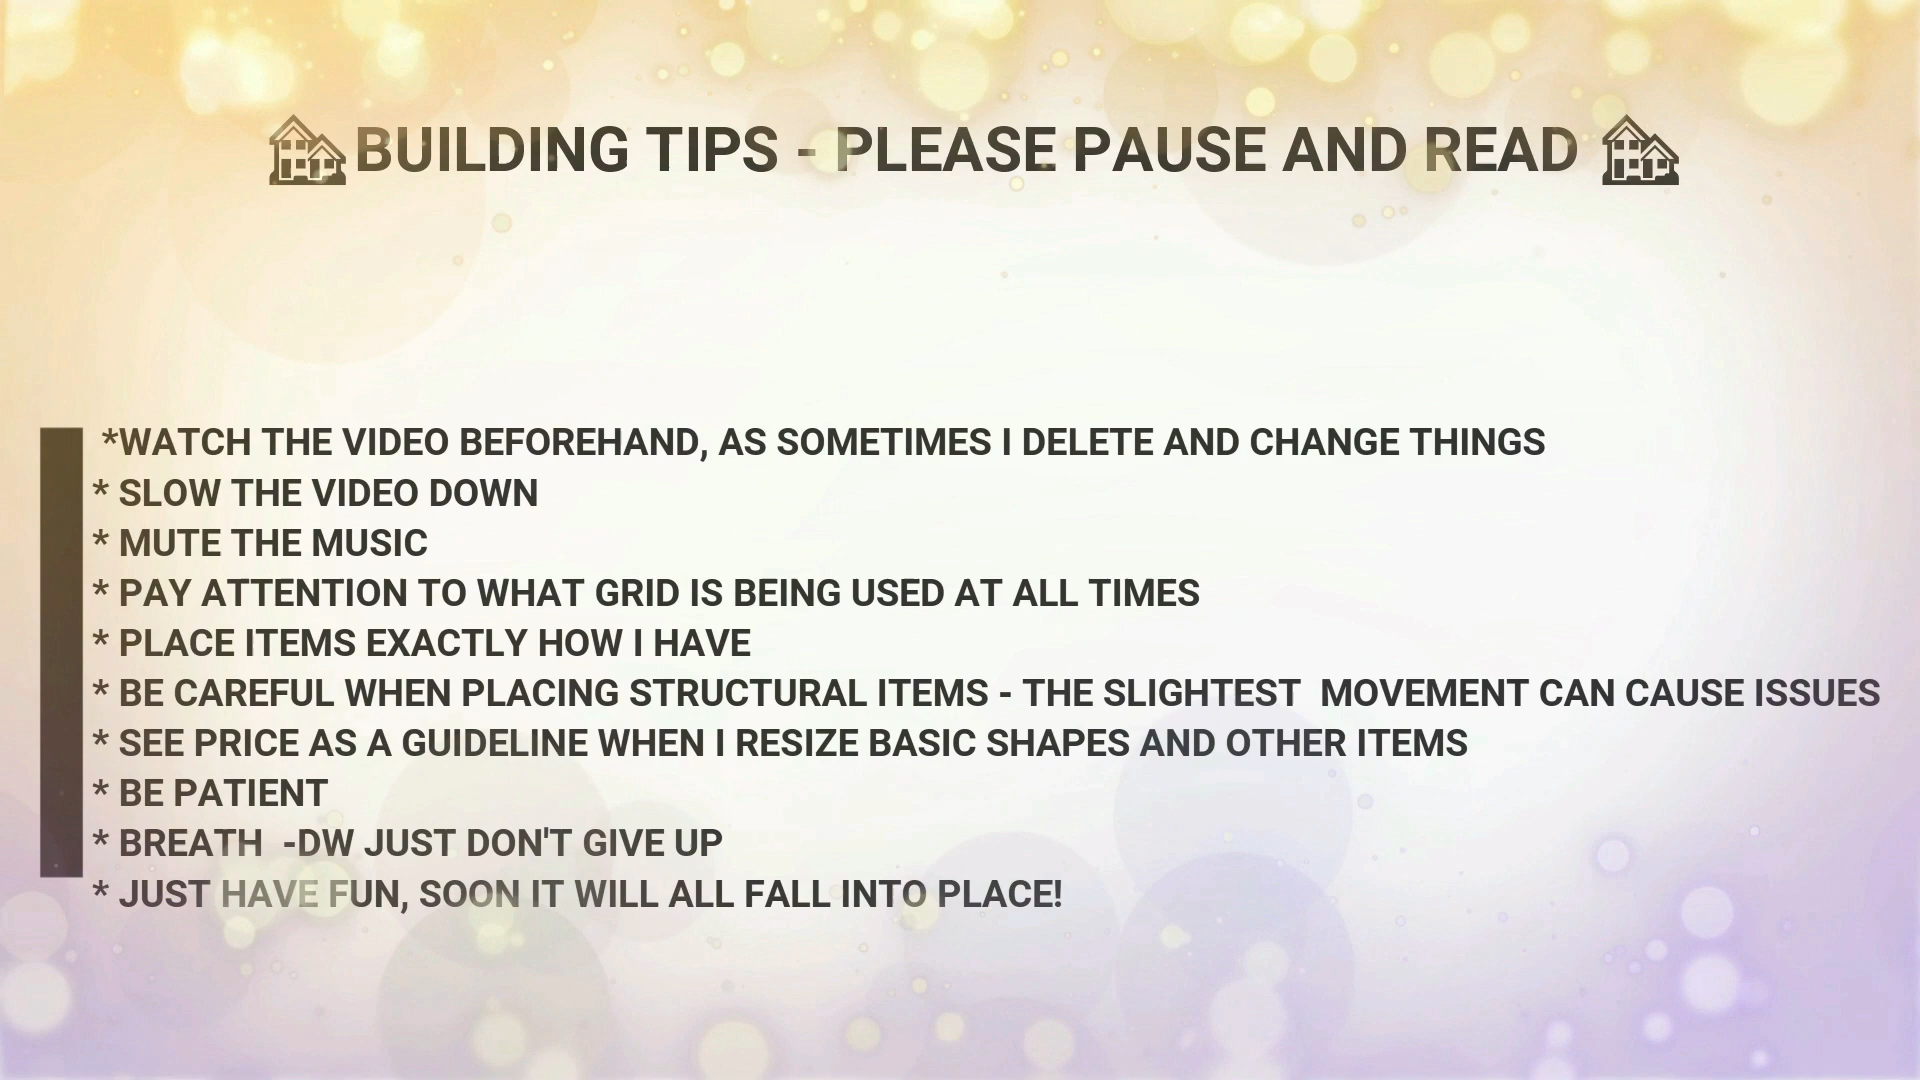 BUILDING TIPS - PLEASE PAUSE AND READ
*WATCH THE VIDEO BEFOREHAND, AS SOMETIMES I DELETE AND CHANGE THINGS
* SLOW THE VIDEO DOWN
* MUTE THE MUSIC
* PAY ATTENTION TO WHAT GRID IS BEING USED AT ALL TIMES
* PLACE ITEMS EXACTLY HOW I HAVE
* BE CAREFUL WHEN PLACING STRUCTURAL ITEMS - THE SLIGHTEST  MOVEMENT CAN CAUSE ISSUES
* SEE PRICE AS A GUIDELINE WHEN I RESIZE BASIC SHAPES AND OTHER ITEMS
* BE PATIENT
* BREATH  -DW JUST DON'T GIVE UP
* JUST HAVE FUN, SOON IT WILL ALL FALL INTO PLACE!